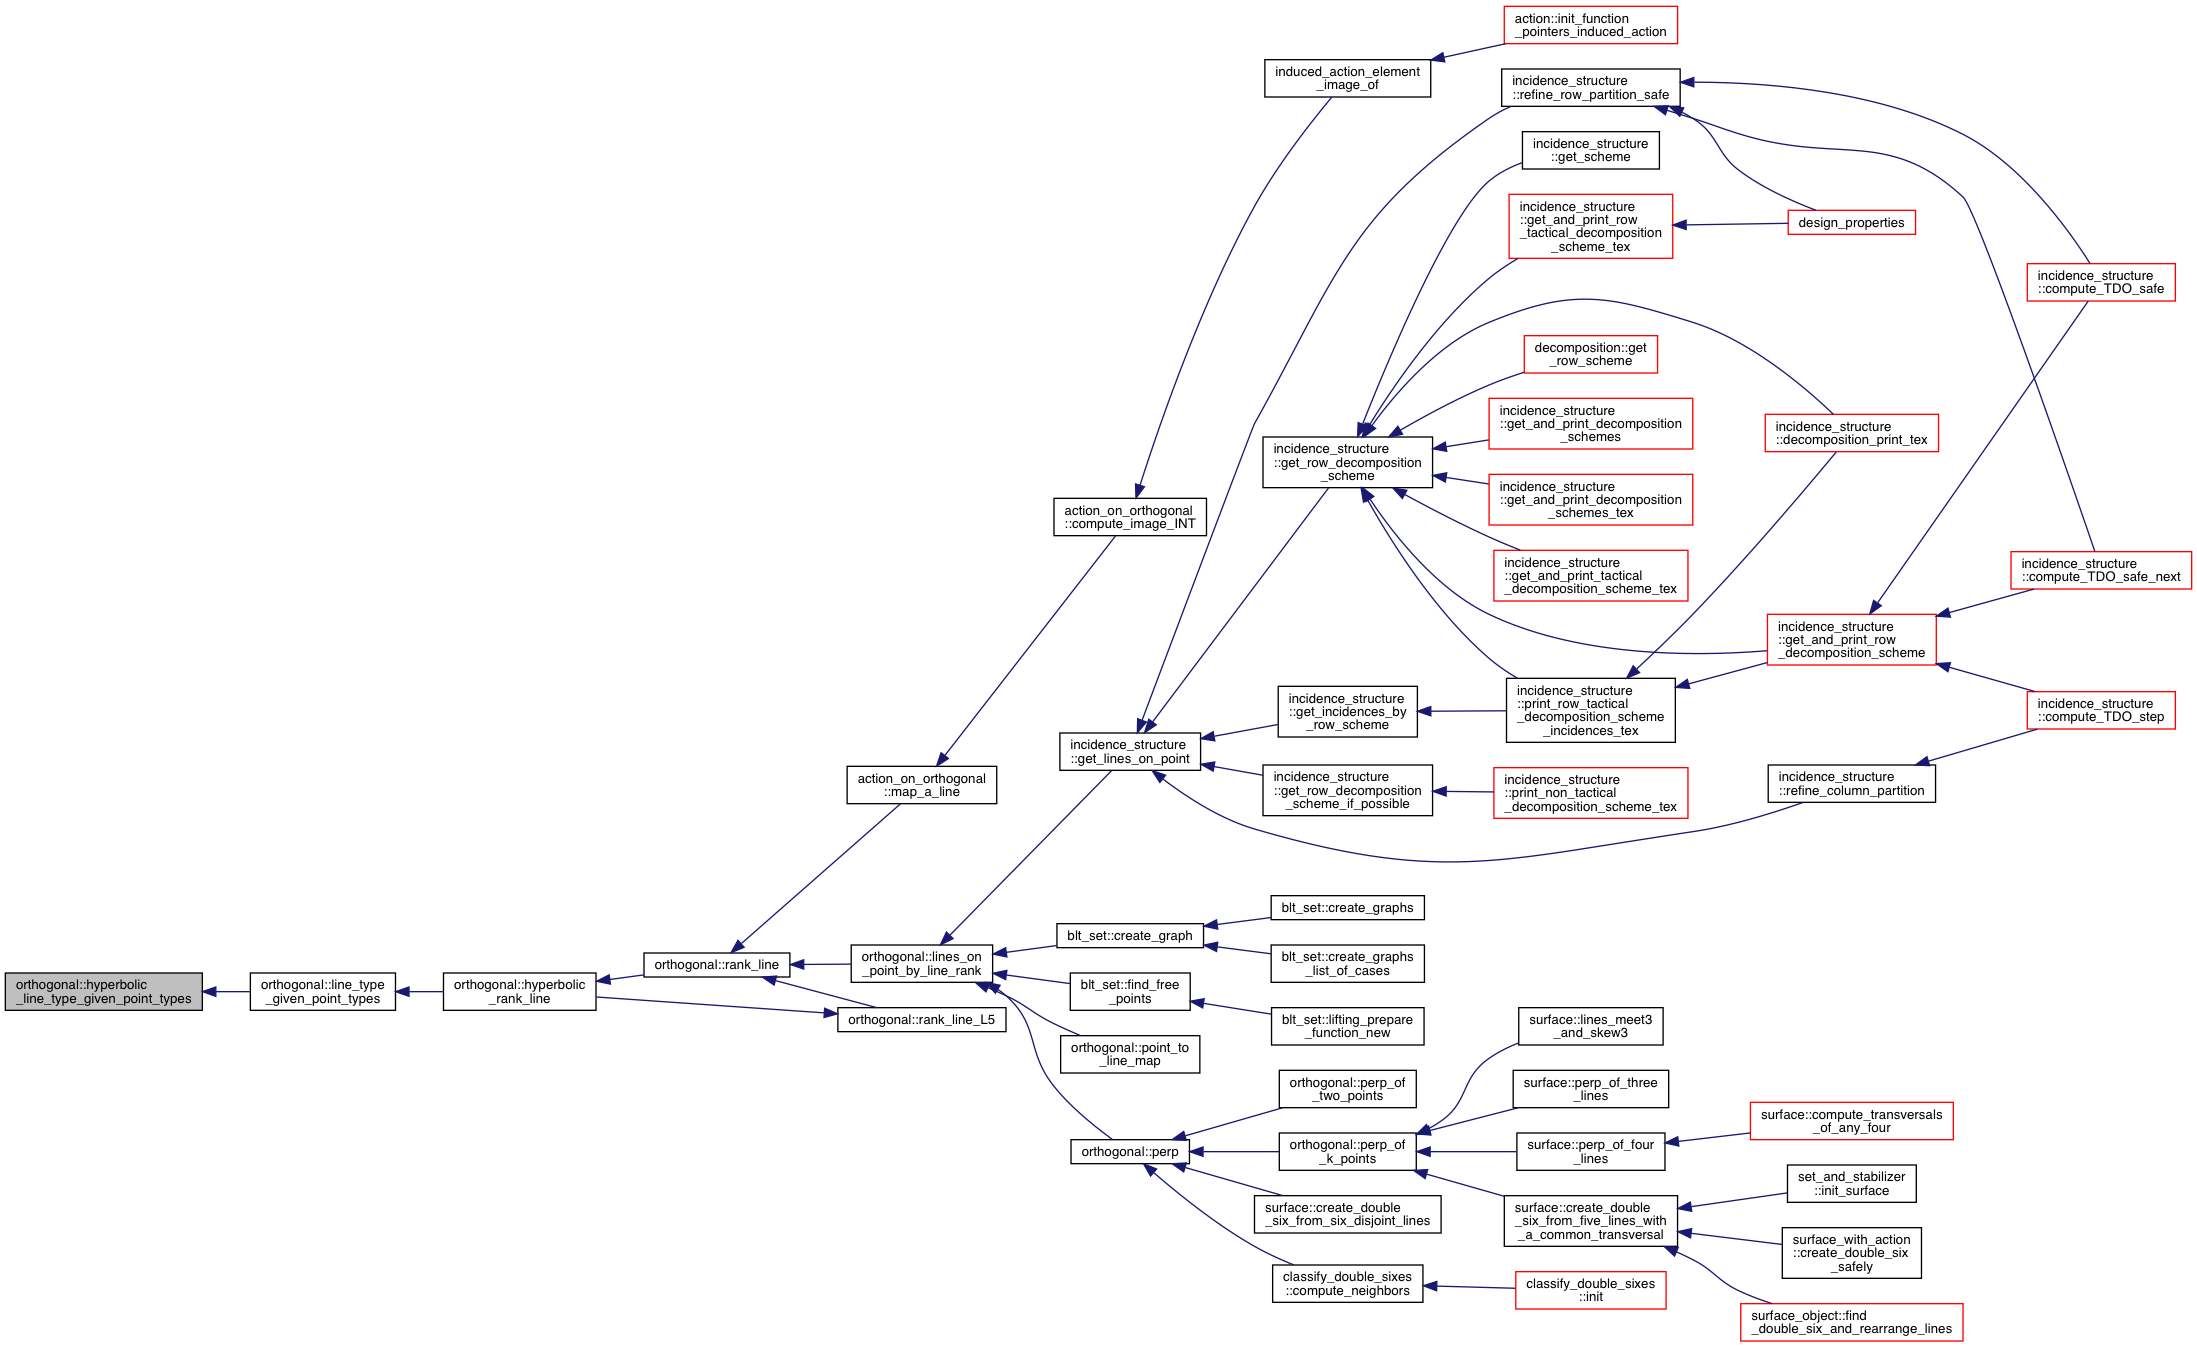 action::init_function
_pointers_induced_action
induced_action_element
_image_of
incidence_structure
::refine_row_partition_safe
incidence_structure
::get_scheme
incidence_structure
::get_and_print_row
_tactical_decomposition
_scheme_tex
design_properties
incidence_structure
::compute_TDO_safe
decomposition::get
_row_scheme
incidence_structure
::get_and_print_decomposition
_schemes
incidence_structure
::decomposition_print_tex
incidence_structure
::get_row_decomposition
_scheme
incidence_structure
::get_and_print_decomposition
_schemes_tex
action_on_orthogonal
::compute_image_INT
incidence_structure
::get_and_print_tactical
_decomposition_scheme_tex
incidence_structure
::compute_TDO_safe_next
incidence_structure
::get_and_print_row
_decomposition_scheme
incidence_structure
::get_incidences_by
_row_scheme
incidence_structure
::print_row_tactical
_decomposition_scheme
_incidences_tex
incidence_structure
::compute_TDO_step
incidence_structure
::get_lines_on_point
action_on_orthogonal
::map_a_line
incidence_structure
::get_row_decomposition
_scheme_if_possible
incidence_structure
::print_non_tactical
_decomposition_scheme_tex
incidence_structure
::refine_column_partition
blt_set::create_graphs
blt_set::create_graph
orthogonal::rank_line
orthogonal::lines_on
_point_by_line_rank
blt_set::create_graphs
_list_of_cases
orthogonal::hyperbolic
_line_type_given_point_types
orthogonal::line_type
_given_point_types
orthogonal::hyperbolic
_rank_line
blt_set::find_free
_points
orthogonal::rank_line_L5
blt_set::lifting_prepare
_function_new
surface::lines_meet3
_and_skew3
orthogonal::point_to
_line_map
orthogonal::perp_of
_two_points
surface::perp_of_three
_lines
surface::compute_transversals
_of_any_four
orthogonal::perp
orthogonal::perp_of
_k_points
surface::perp_of_four
_lines
set_and_stabilizer
::init_surface
surface::create_double
_six_from_six_disjoint_lines
surface::create_double
_six_from_five_lines_with
_a_common_transversal
surface_with_action
::create_double_six
_safely
classify_double_sixes
::compute_neighbors
classify_double_sixes
::init
surface_object::find
_double_six_and_rearrange_lines